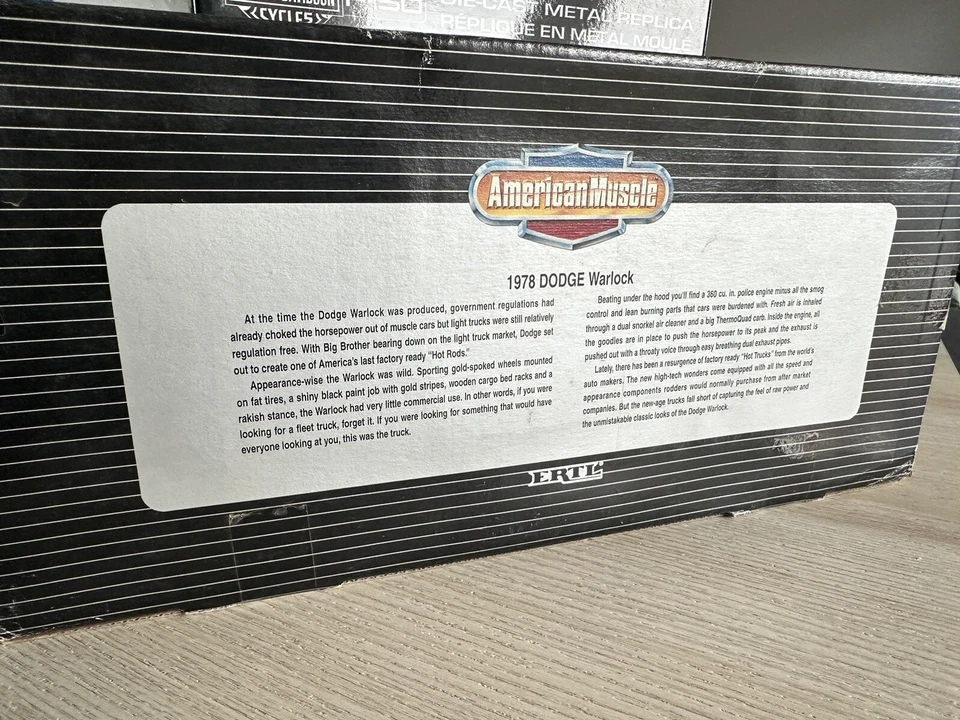 CYCLES
DIE-CAST METAL REPLICA
RÉPLIQUE EN MÉTAL MOULÉ
AmericanMuscle
1978 DODGE Warlock
At the time the Dodge Warlock was produced, government regulations had
already choked the horsepower out of muscle cars but light trucks were still relatively
regulation free. With Big Brother bearing down on the light truck market, Dodge set
out to create one of America's last factory ready "Hot Rods."
Appearance-wise the Warlock was wild. Sporting gold-spoked wheels mounted
on fat tires, a shiny black paint job with gold stripes, wooden cargo bed racks and a
rakish stance, the Warlock had very little commercial use. In other words, if you were
looking for a fleet truck, forget it. If you were looking for something that would have
everyone looking at you, this was the truck.
Beating under the hood you'll find a 360 cu. in. police engine minus all the smog
control and lean burning parts that cars were burdened with. Fresh air is inhaled
through a dual snorkel air cleaner and a big ThermoQuad carb. Inside the engine, all
the goodies are in place to push the horsepower to its peak and the exhaust is
pushed out with a throaty voice through easy breathing dual exhaust pipes.
Lately, there has been a resurgence of factory ready "Hot Trucks" from the world's
auto makers. The new high-tech wonders come equipped with all the speed and
appearance components rodders would normally purchase from after market
companies. But the new-age trucks fall short of capturing the feel of raw power and
the unmistakable classic looks of the Dodge Warlock.
ERTL